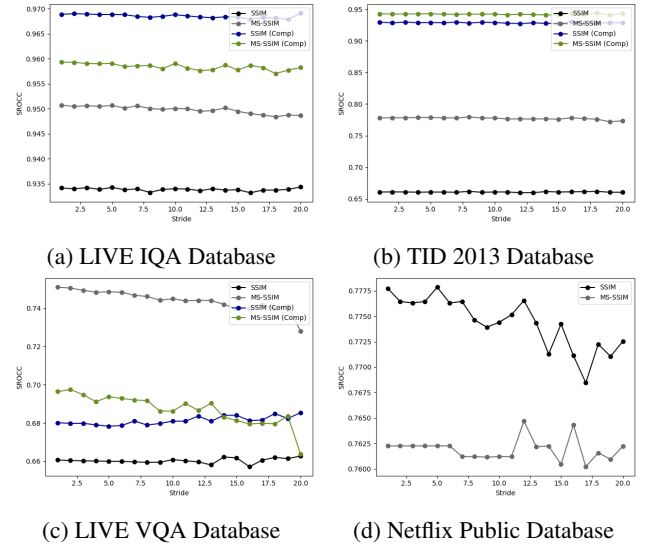 0.970
0.965
0.960
0.955
0.950
0.945
0.940
0.935
SROCC
SSIM
MS-SSIM
SSIM (Comp)
MS-SSIM (Comp)
2.5 5.0 7.5 10.0 12.5 15.0 17.5 20.0
Stride
(a) LIVE IQA Database
0.95
0.90
0.85
0.80
0.75
0.70
0.65
SROCC
SSIM
MS-SSIM
SSIM (Comp)
MS-SSIM (Comp)
2.5 5.0 7.5 10.0 12.5 15.0 17.5 20.0
Stride
(b) TID 2013 Database
0.74
0.72
0.70
0.68
0.66
SROCC
SSIM
MS-SSIM
SSIM (Comp)
MS-SSIM (Comp)
2.5 5.0 7.5 10.0 12.5 15.0 17.5 20.0
Stride
(c) LIVE VQA Database
0.7775
0.7750
0.7725
0.7700
0.7675
0.7650
0.7625
0.7600
SROCC
SSIM
MS-SSIM
2.5 5.0 7.5 10.0 12.5 15.0 17.5 20.0
Stride
(d) Netflix Public Database